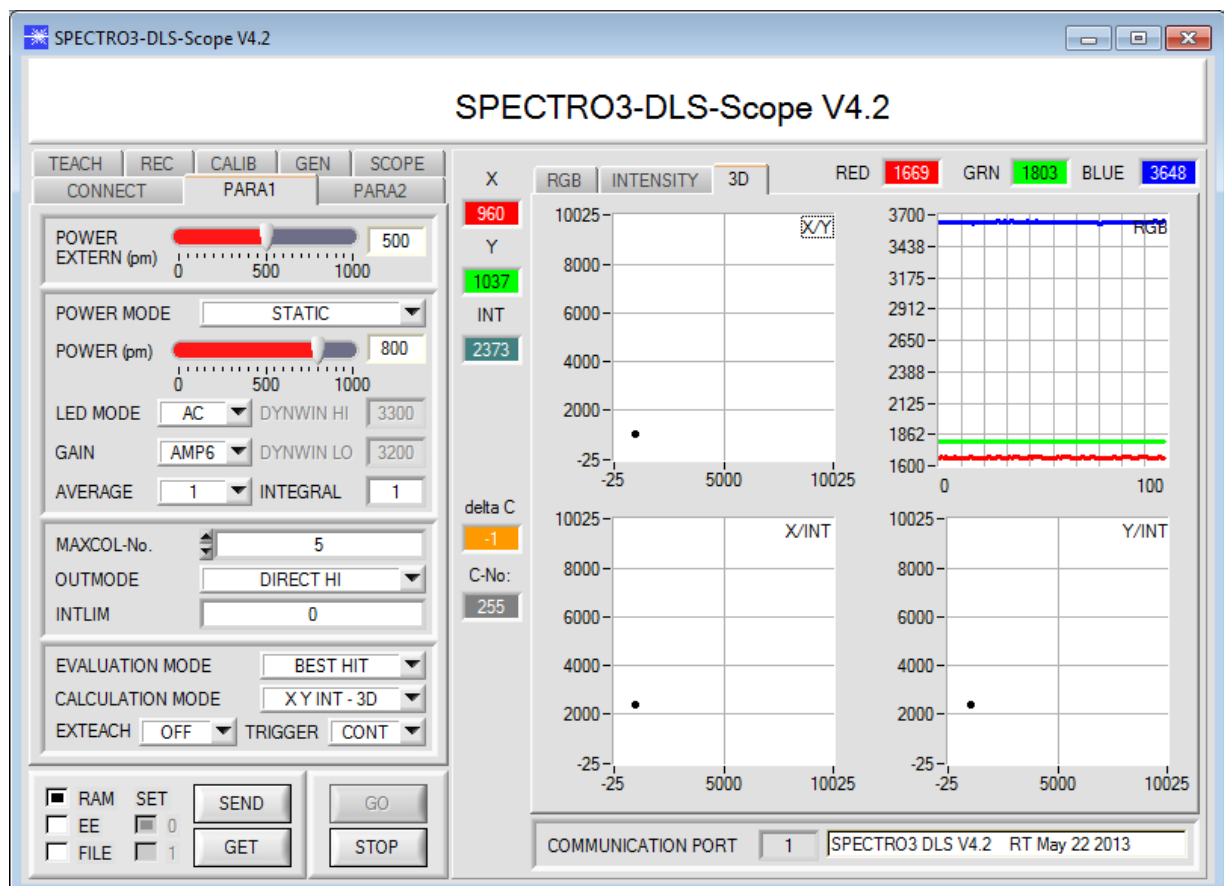 SPECTRO3-DLS-Scope V4.2
SPECTRO3-DLS-Scope V4.2
TEACH REC CALIB GEN SCOPE
CONNECT PARA1 PARA2
POWER EXTERN (pm) 500
0 500 1000
POWER MODE STATIC
POWER (pm) 800
0 500 1000
LED MODE AC DYNWIN HI 3300
GAIN AMP6 DYNWIN LO 3200
AVERAGE 1 INTEGRAL 1
MAXCOL-No. 5
OUTMODE DIRECT HI
INTLIM 0
EVALUATION MODE BEST HIT
CALCULATION MODE X Y INT - 3D
EXTEACH OFF TRIGGER CONT
RAM SET SEND GO
EE 0
FILE 1 GET STOP
X
960
Y
1037
INT
2373
delta C
-1
C-No:
255
RGB INTENSITY 3D RED 1669 GRN 1803 BLUE 3648
X/Y
10025
8000
6000
4000
2000
-25
-25 5000 10025
RGB
3700
3438
3175
2912
2650
2388
2125
1862
1600
0 100
X/INT
10025
8000
6000
4000
2000
-25
-25 5000 10025
Y/INT
10025
8000
6000
4000
2000
-25
-25 5000 10025
COMMUNICATION PORT 1 SPECTRO3 DLS V4.2 RT May 22 2013